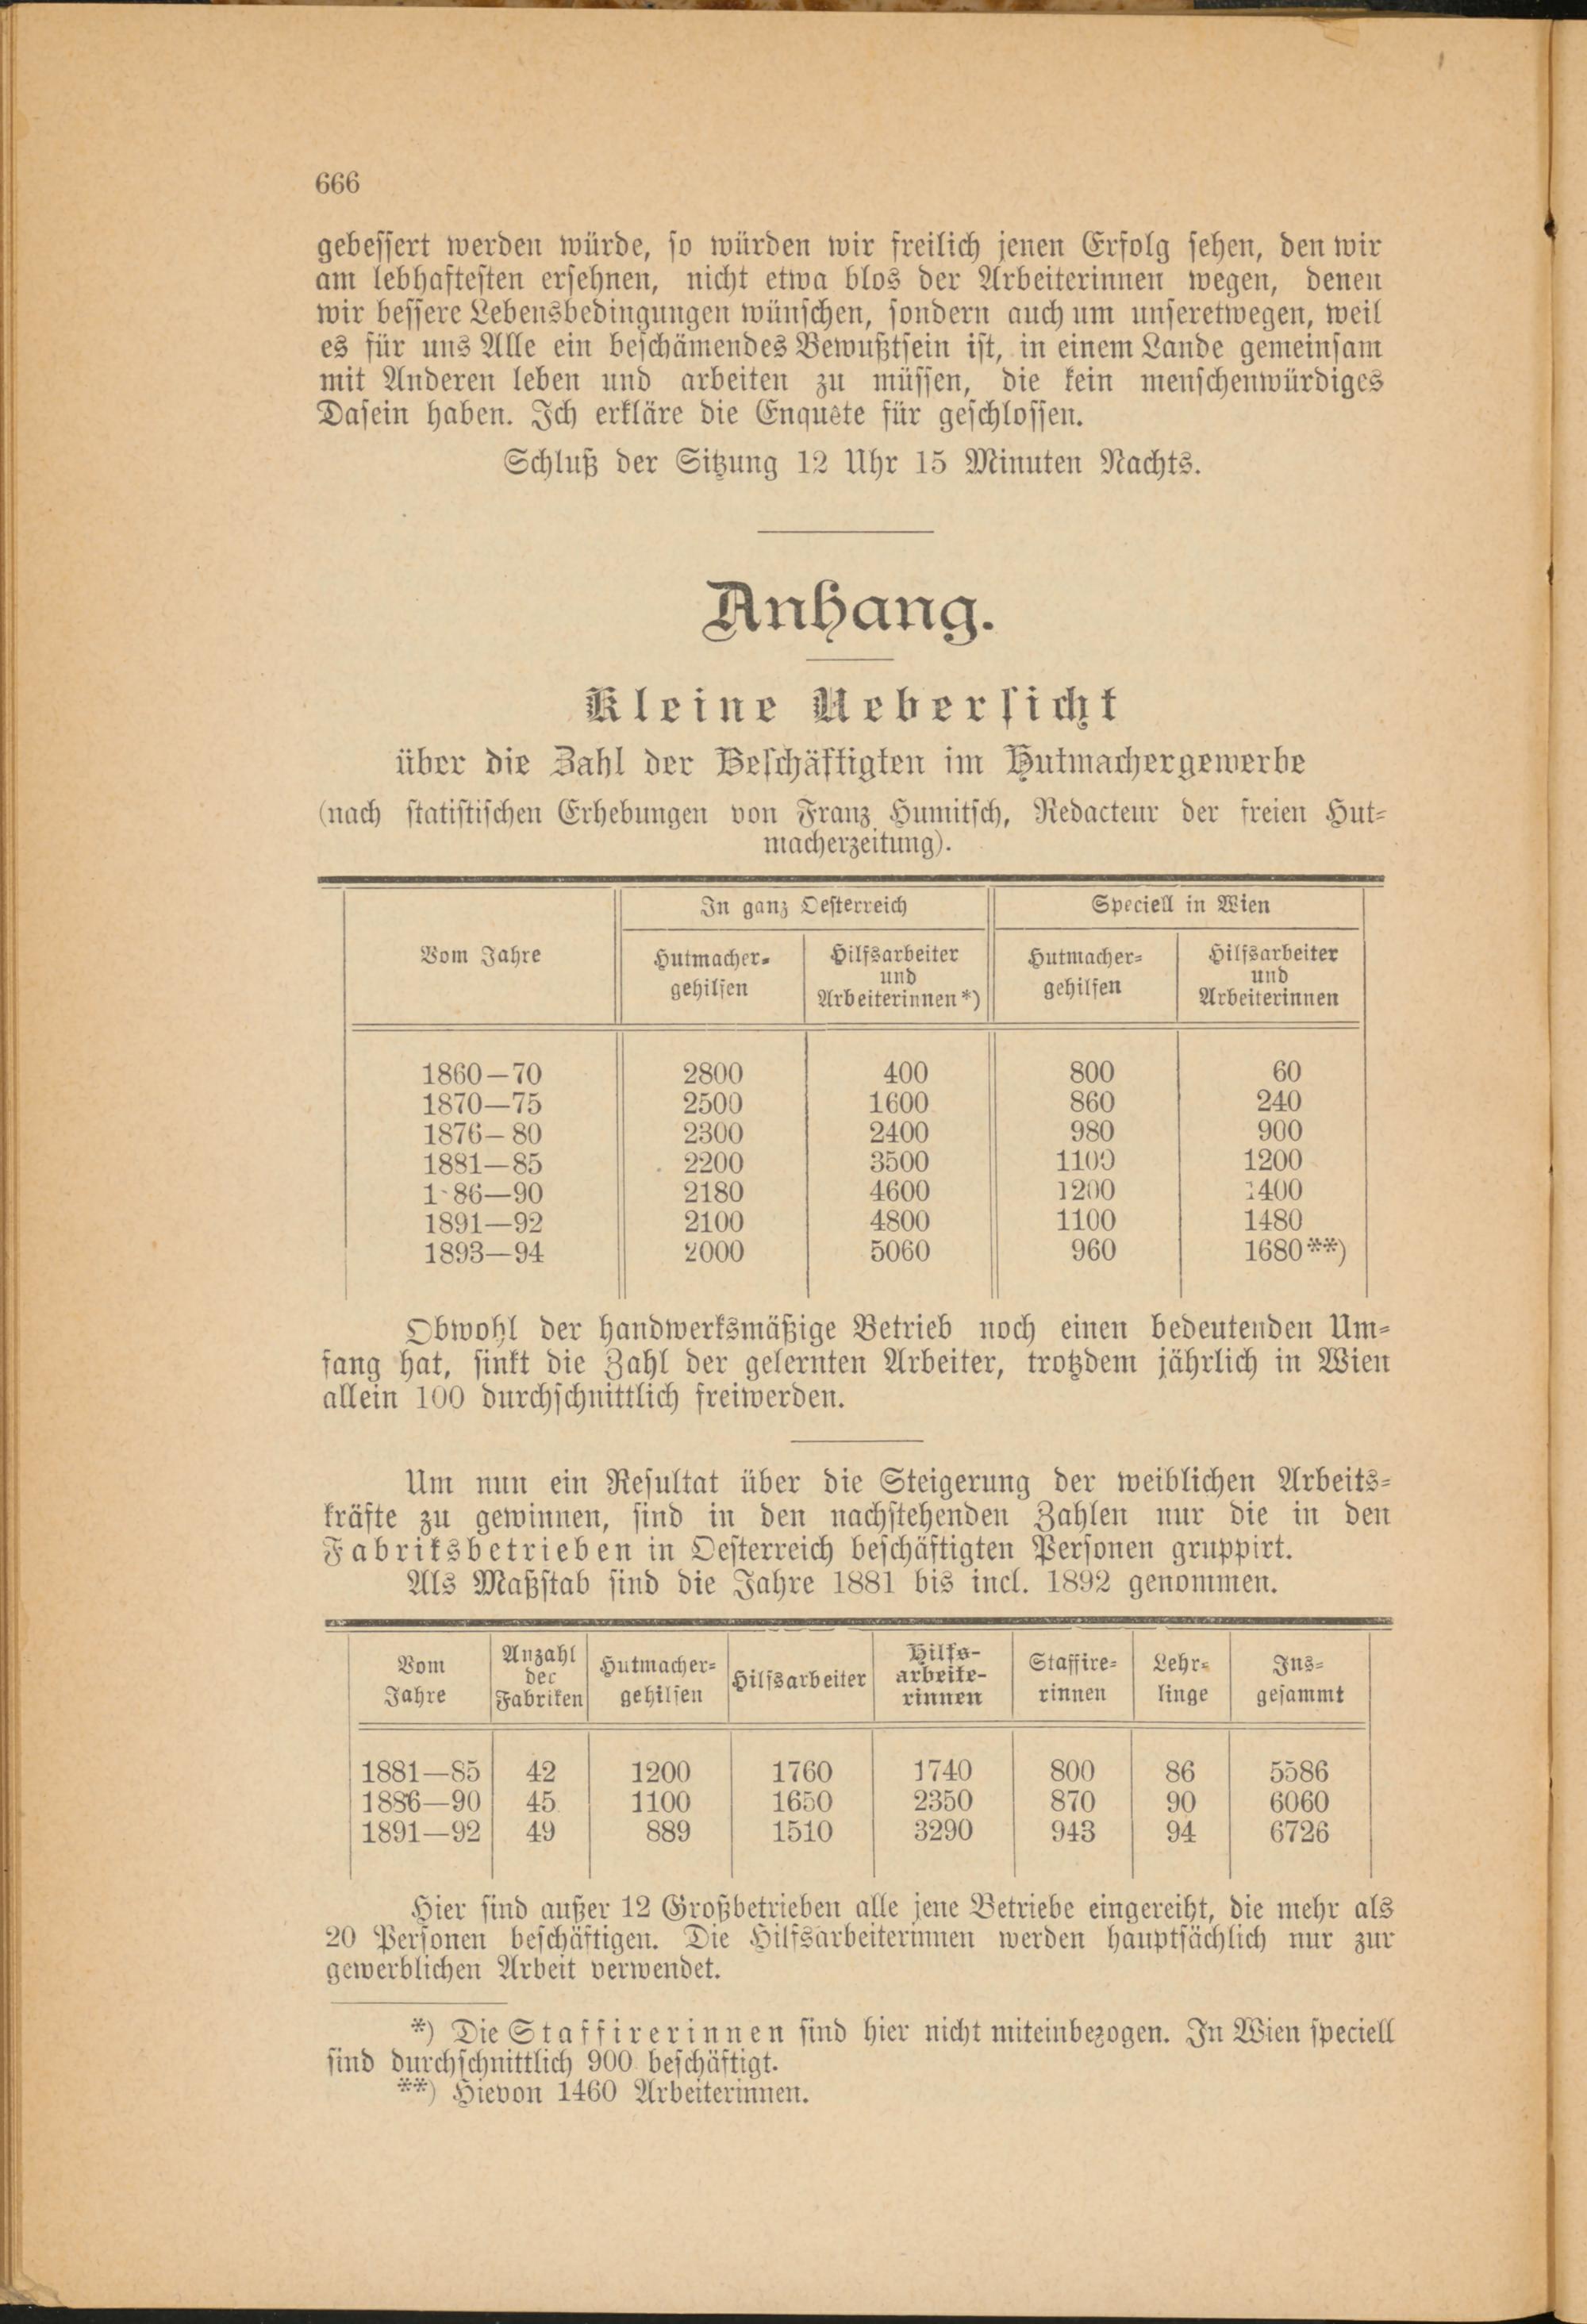 666
gebessert werden würde, so würden wir freilich jenen Erfolg sehen, den wir
am lebhaftesten ersehnen, nicht etwa blos der Arbeiterinnen wegen, denen
wir bessere Lebensbedingungen wünschen, sondern auch um unseretwegen, weil
es für uns Alle ein beschämendes Bewußtsein ist, in einem Lande gemeinsam
mit Anderen leben und arbeiten zu müssen, die kein menschenwürdiges
Dasein haben. Ich erkläre die Enquête für geschlossen.
Schluß der Sitzung 12 Uhr 15 Minuten Nachts.
Anhang.
Kleine Uebersicht
über die Zahl der Beschäftigten im Hutmachergewerbe
(nach statistischen Erhebungen von Franz Humitsch, Redacteur der freien Hut-
macherzeitung).
In ganz Oesterreich Speciell in Wien
Vom Jahre Hutmacher- Hilfsarbeiter Hutmacher- Hilfsarbeiter
und und
gehilfen Arbeiterinnen*) gehilfen Arbeiterinnen
1860—70 2800 400 800 60
1870—75 2500 1600 860 240
1876—80 2300 2400 980 900
1881—85 2200 3500 1100 1200
1 86—90 2180 4600 1200 1400
1891—92 2100 4800 1100 1480
1893—94 2000 5060 960 1680**)
Obwohl der handwerksmäßige Betrieb noch einen bedeutenden Um-
fang hat, sinkt die Zahl der gelernten Arbeiter, trotzdem jährlich in Wien
allein 100 durchschnittlich freiwerden.
Um nun ein Resultat über die Steigerung der weiblichen Arbeits-
kräfte zu gewinnen, sind in den nachstehenden Zahlen nur die in den
Fabriksbetrieben in Oesterreich beschäftigten Personen gruppirt.
Als Maßstab sind die Jahre 1881 bis incl. 1892 genommen.
Vom Anzahl Hutmacher- Hilfs- Staffire- Lehr- Ins-
der Hilfsarbeiter arbeite-
Jahre Fabriken gehilfen rinnen rinnen linge gesammt
1881—85 42 1200 1760 1740 800 86 5586
1886—90 45 1100 1650 2350 870 90 6060
1891—92 49 889 1510 3290 943 94 6726
Hier sind außer 12 Großbetrieben alle jene Betriebe eingereiht, die mehr als
20 Personen beschäftigen. Die Hilfsarbeiterinnen werden hauptsächlich nur zur
gewerblichen Arbeit verwendet.
*) Die Staffirerinnen sind hier nicht miteinbezogen. In Wien speciell
sind durchschnittlich 900 beschäftigt.
**) Hievon 1460 Arbeiterinnen.